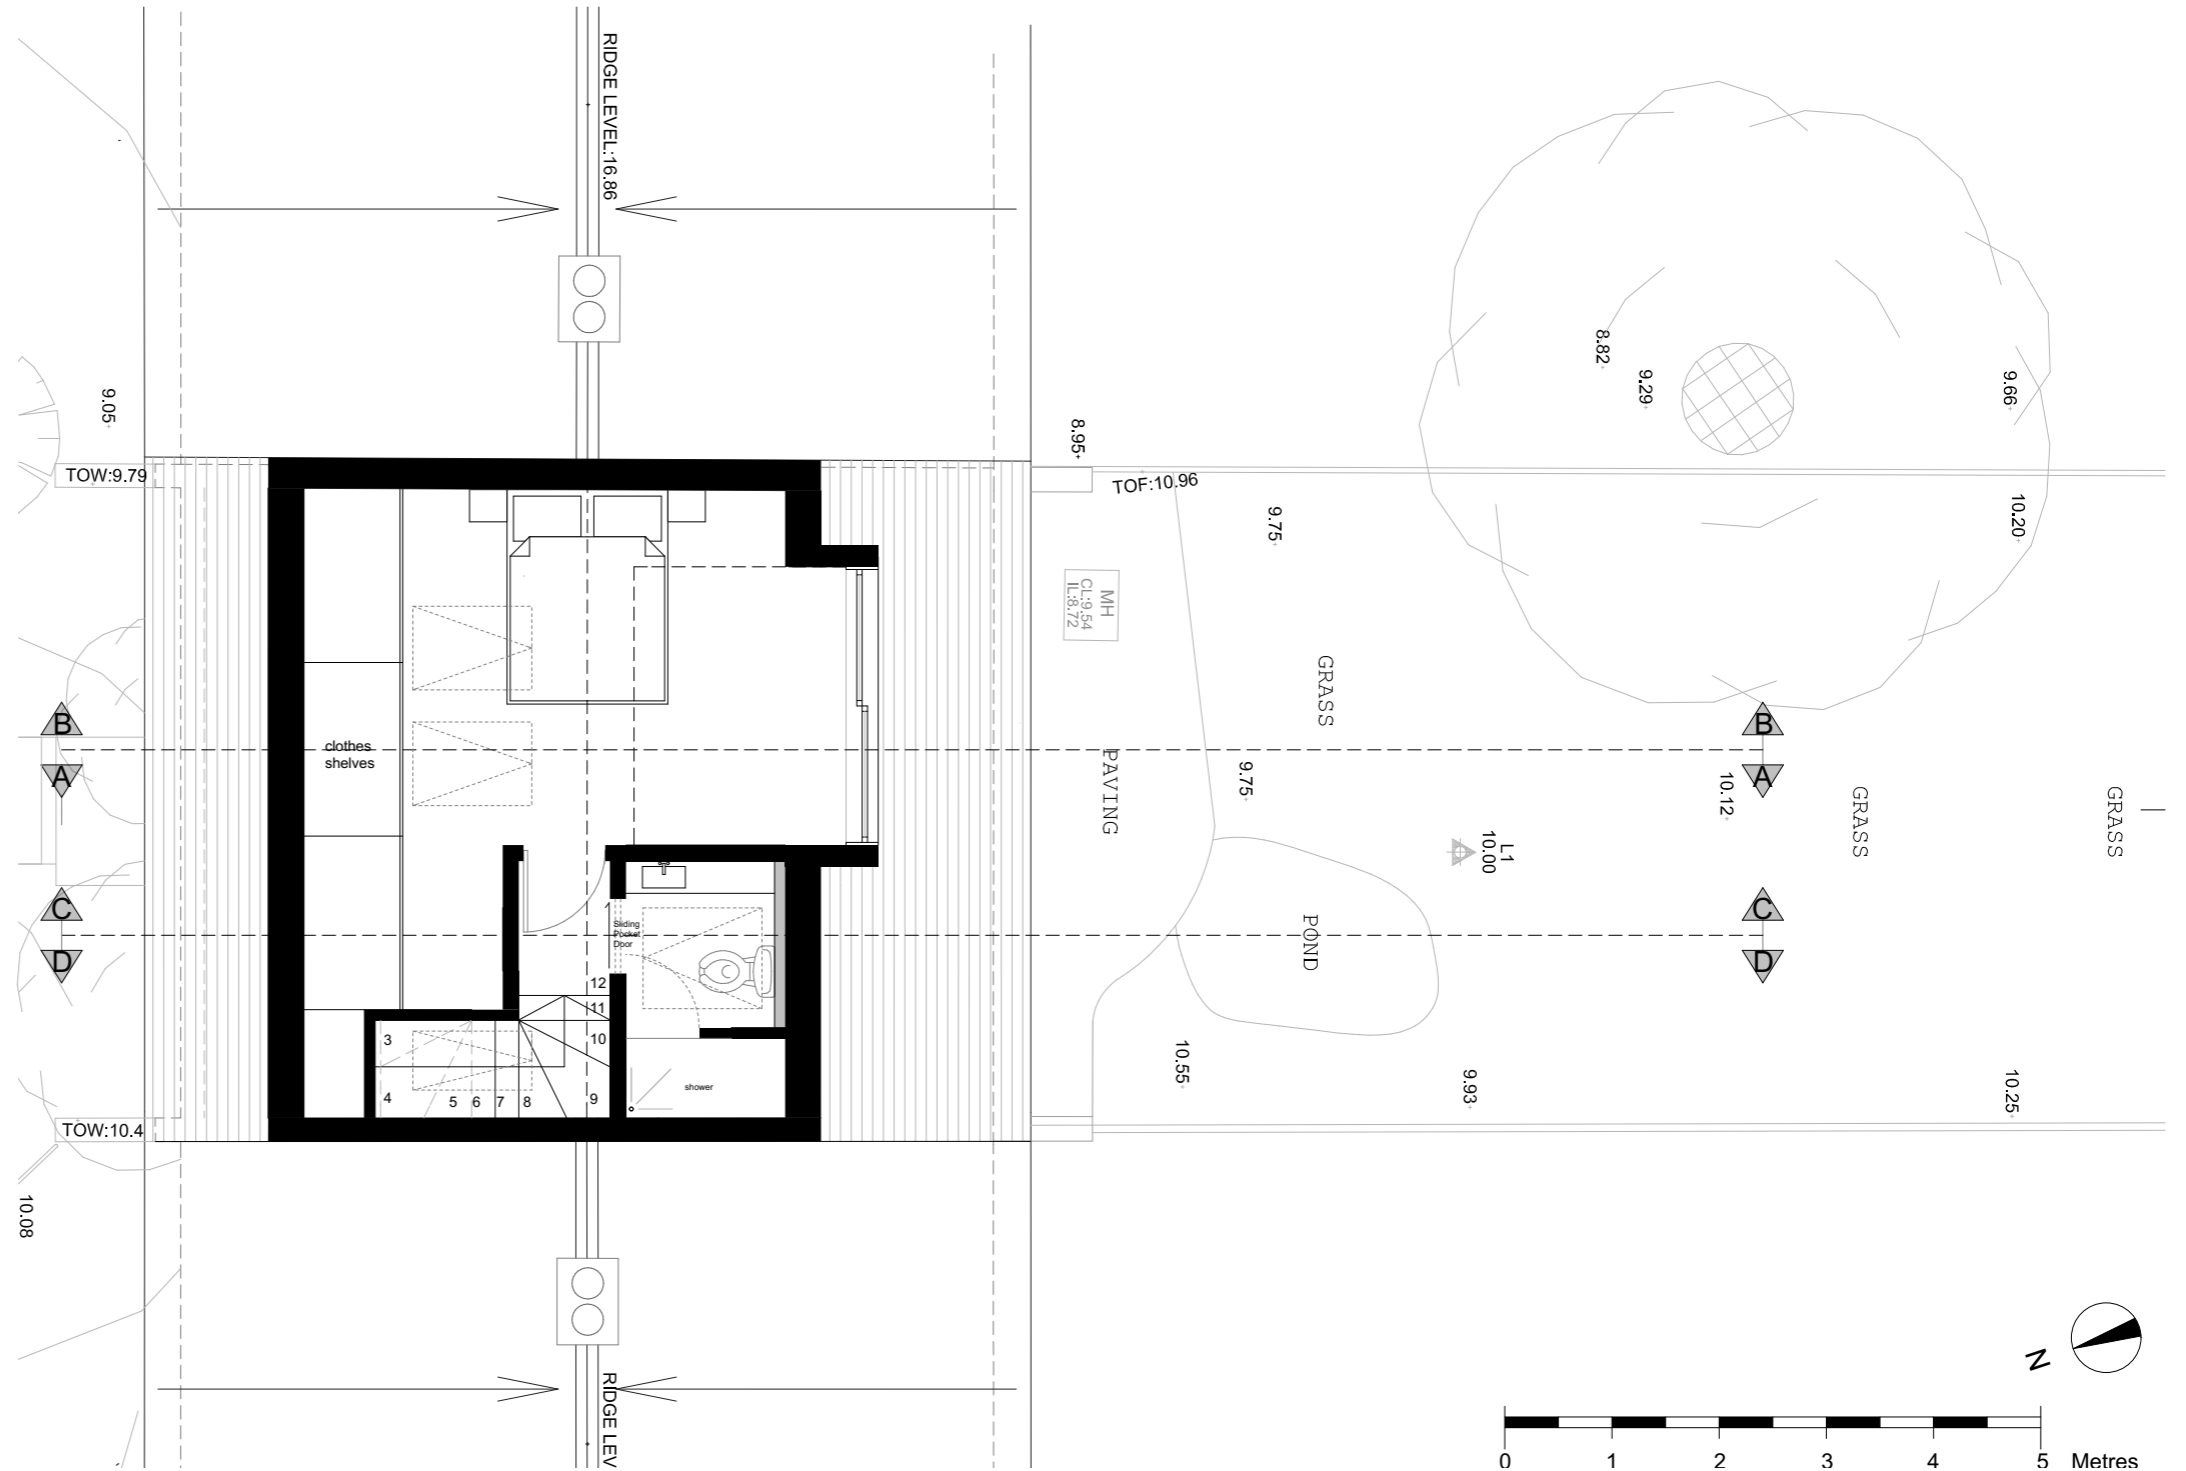 RIDGE LEVEL:16.86
8.82
9.29
9.66
9.05
8.95
TOW:9.79
TOF:10.96
9.75
10.20
MH
CL:9.54
IL:8.72
GRASS
B
B
clothes
shelves
A
A
PAVING
9.75
10.12
GRASS
GRASS
L1
10.00
C
C
Sliding
Pocket
Door
POND
D
D
12
11
10
3
4
5
6
7
8
9
shower
10.55
9.93
10.25
TOW:10.4
10.08
N
RIDGE LEV
0
1
2
3
4
5
Metres